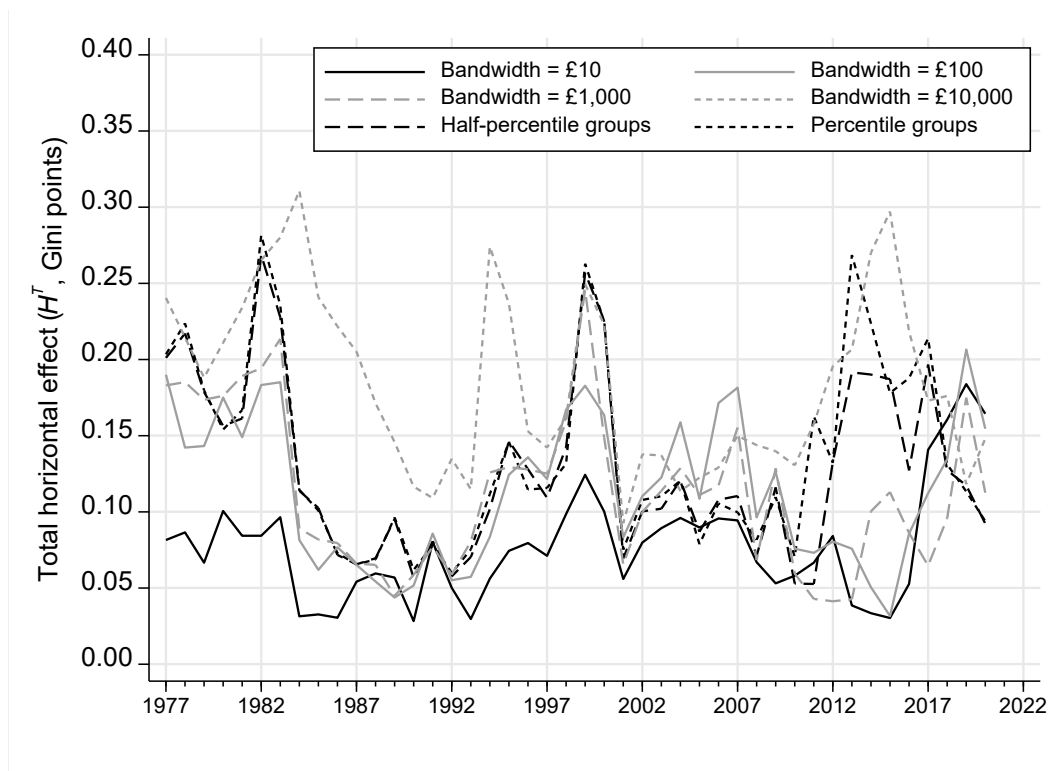 Total horizontal effect (H^T, Gini points)
0.40
0.35
0.30
0.25
0.20
0.15
0.10
0.05
0.00
Bandwidth = £10 Bandwidth = £100
Bandwidth = £1,000 Bandwidth = £10,000
Half-percentile groups Percentile groups
1977 1982 1987 1992 1997 2002 2007 2012 2017 2022